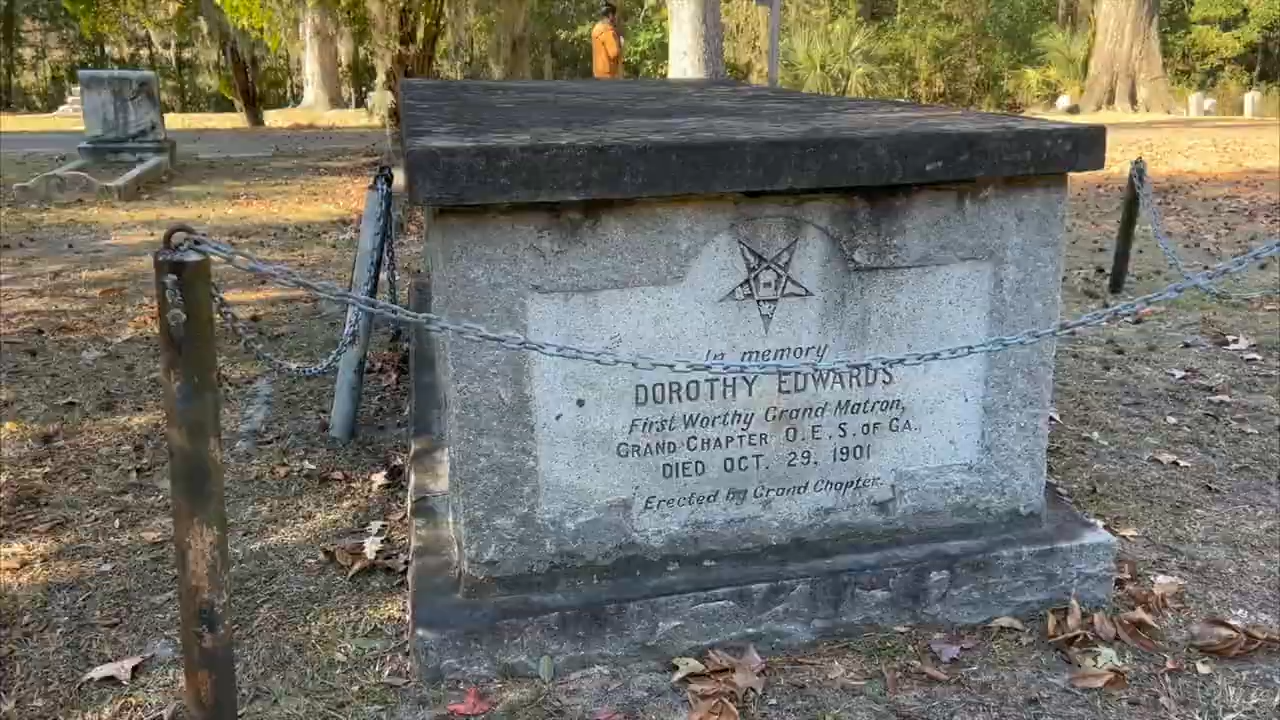 In memory
DOROTHY EDWARDS
First Worthy Grand Matron,
GRAND CHAPTER O.E.S. OF GA.
DIED OCT. 29, 1901
Erected by Grand Chapter.